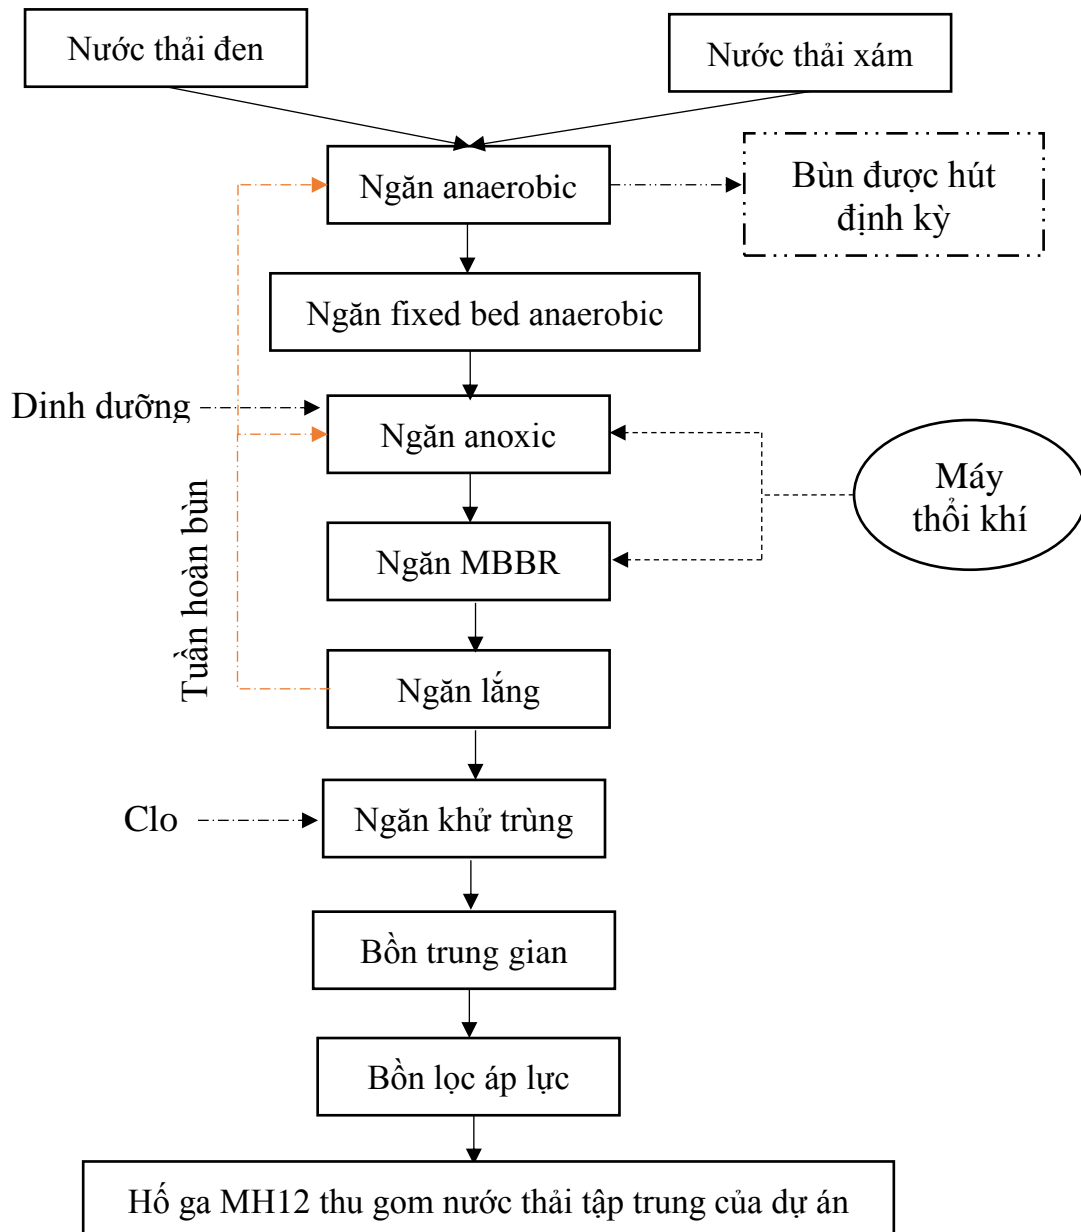 Nước thải đen
Nước thải xám
Ngăn anaerobic
Bùn được hút
định kỳ
Ngăn fixed bed anaerobic
Dinh dưỡng
Ngăn anoxic
Máy
thổi khí
Ngăn MBBR
Tuần hoàn bùn
Ngăn lắng
Clo
Ngăn khử trùng
Bồn trung gian
Bồn lọc áp lực
Hố ga MH12 thu gom nước thải tập trung của dự án